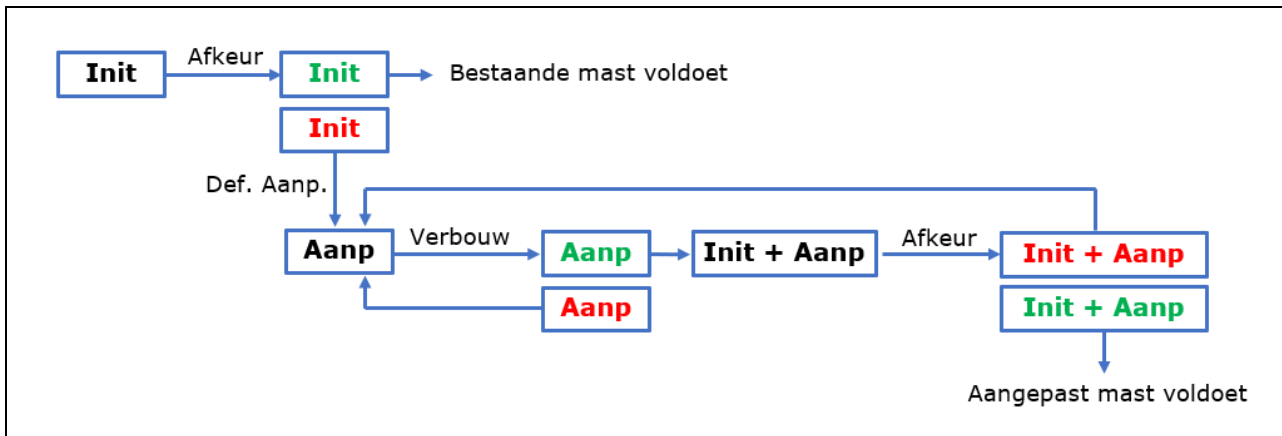 Init
Afkeur
Init
Bestaande mast voldoet
Init
Def. Aanp.
Aanp
Verbouw
Aanp
Init + Aanp
Afkeur
Init + Aanp
Aanp
Init + Aanp
Aangepast mast voldoet